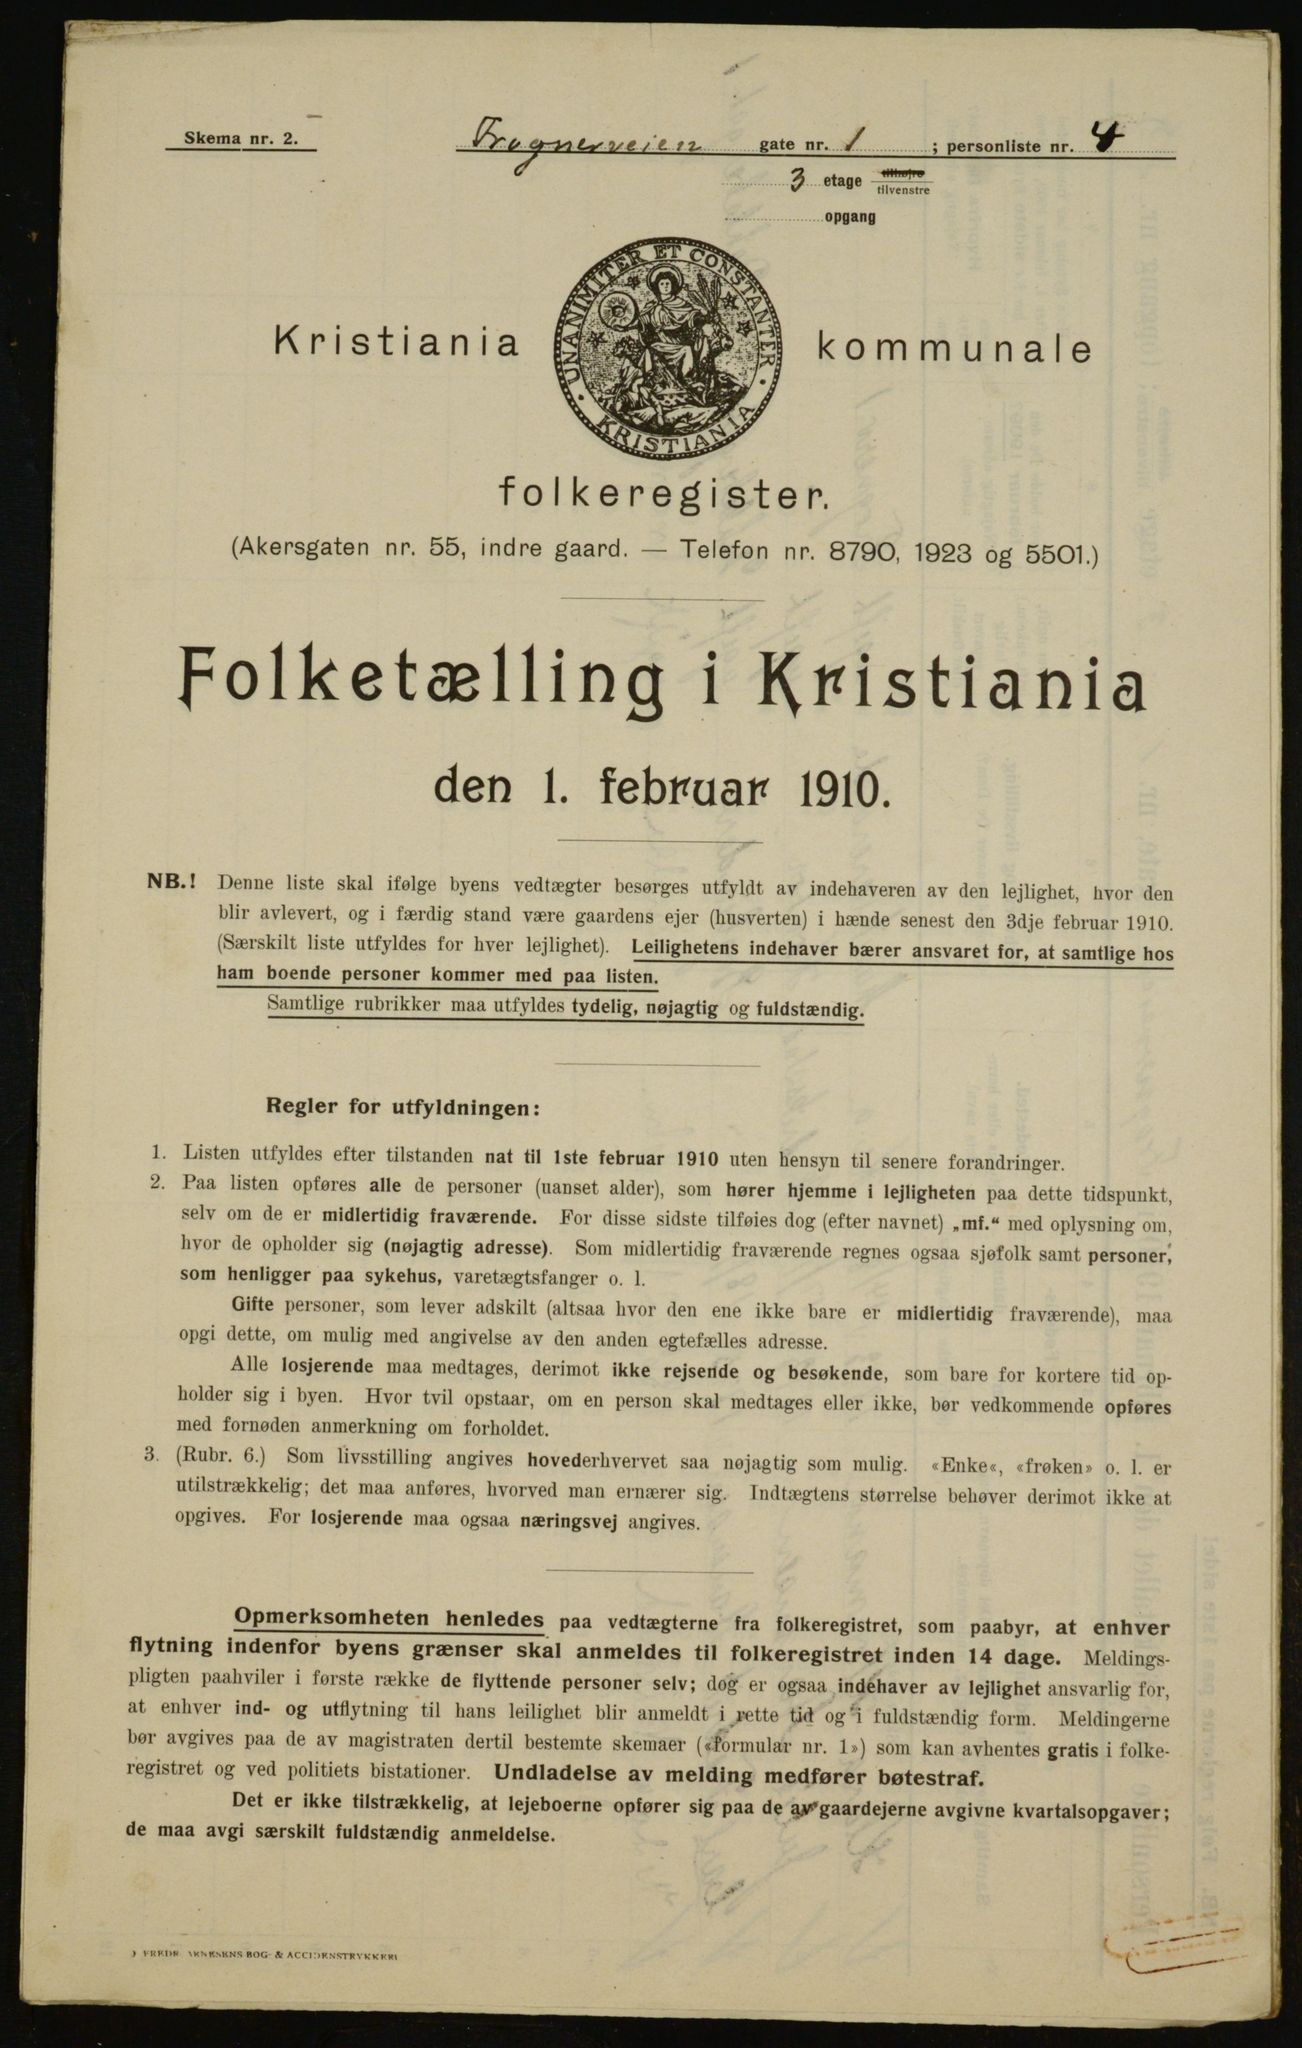 Skema nr. 2.
Frognerveien gate nr. 1 ; personliste nr. 4
3 etage tilhøjre tilvenstre
opgang
UNANIMITER ET CONSTANTER
KRISTIANIA
Kristiania kommunale
folkeregister.
(Akersgaten nr. 55, indre gaard. — Telefon nr. 8790, 1923 og 5501.)
Folketælling i Kristiania
den 1. februar 1910.
NB.! Denne liste skal ifølge byens vedtægter besørges utfyldt av indehaveren av den lejlighet, hvor den
blir avlevert, og i færdig stand være gaardens ejer (husverten) i hænde senest den 3dje februar 1910.
(Særskilt liste utfyldes for hver lejlighet). Leilighetens indehaver bærer ansvaret for, at samtlige hos
ham boende personer kommer med paa listen.
Samtlige rubrikker maa utfyldes tydelig, nøjagtig og fuldstændig.
Regler for utfyldningen:
1. Listen utfyldes efter tilstanden nat til 1ste februar 1910 uten hensyn til senere forandringer.
2. Paa listen opføres alle de personer (uanset alder), som hører hjemme i lejligheten paa dette tidspunkt,
selv om de er midlertidig fraværende. For disse sidste tilføies dog (efter navnet) „mf.“ med oplysning om,
hvor de opholder sig (nøjagtig adresse). Som midlertidig fraværende regnes ogsaa sjøfolk samt personer,
som henligger paa sykehus, varetægtsfanger o. l.
Gifte personer, som lever adskilt (altsaa hvor den ene ikke bare er midlertidig fraværende), maa
opgi dette, om mulig med angivelse av den anden egtefælles adresse.
Alle losjerende maa medtages, derimot ikke rejsende og besøkende, som bare for kortere tid op-
holder sig i byen. Hvor tvil opstaar, om en person skal medtages eller ikke, bør vedkommende opføres
med fornøden anmerkning om forholdet.
3. (Rubr. 6.) Som livsstilling angives hovederhvervet saa nøjagtig som mulig. «Enke«, «frøken» o. l. er
utilstrækkelig; det maa anføres, hvorved man ernærer sig. Indtægtens størrelse behøver derimot ikke at
opgives. For losjerende maa ogsaa næringsvej angives.
Opmerksomheten henledes paa vedtægterne fra folkeregistret, som paabyr, at enhver
flytning indenfor byens grænser skal anmeldes til folkeregistret inden 14 dage. Meldings-
pligten paahviler i første række de flyttende personer selv; dog er ogsaa indehaver av lejlighet ansvarlig for,
at enhver ind- og utflytning til hans leilighet blir anmeldt i rette tid og i fuldstændig form. Meldingerne
bør avgives paa de av magistraten dertil bestemte skemaer («formular nr. 1») som kan avhentes gratis i folke-
registret og ved politiets bistationer. Undladelse av melding medfører bøtestraf.
Det er ikke tilstrækkelig, at lejeboerne opfører sig paa de av gaardejerne avgivne kvartalsopgaver;
de maa avgi særskilt fuldstændig anmeldelse.
BOG- & ACCIDENSTRYKKERI